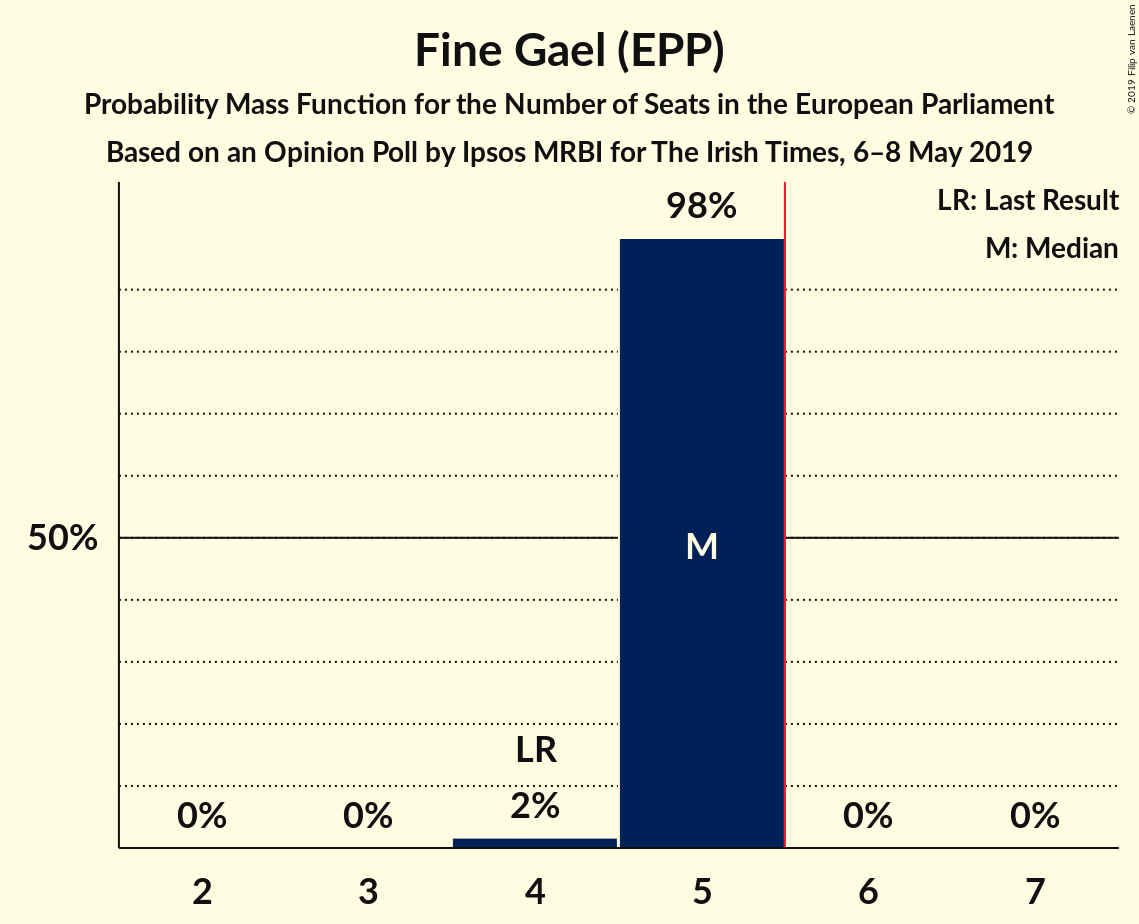 Fine Gael (EPP)
Probability Mass Function for the Number of Seats in the European Parliament
Based on an Opinion Poll by Ipsos MRBI for The Irish Times, 6–8 May 2019
© 2019 Filip van Laenen
LR: Last Result
M: Median
98%
50%
M
LR
0% 0% 2% 0% 0%
2 3 4 5 6 7